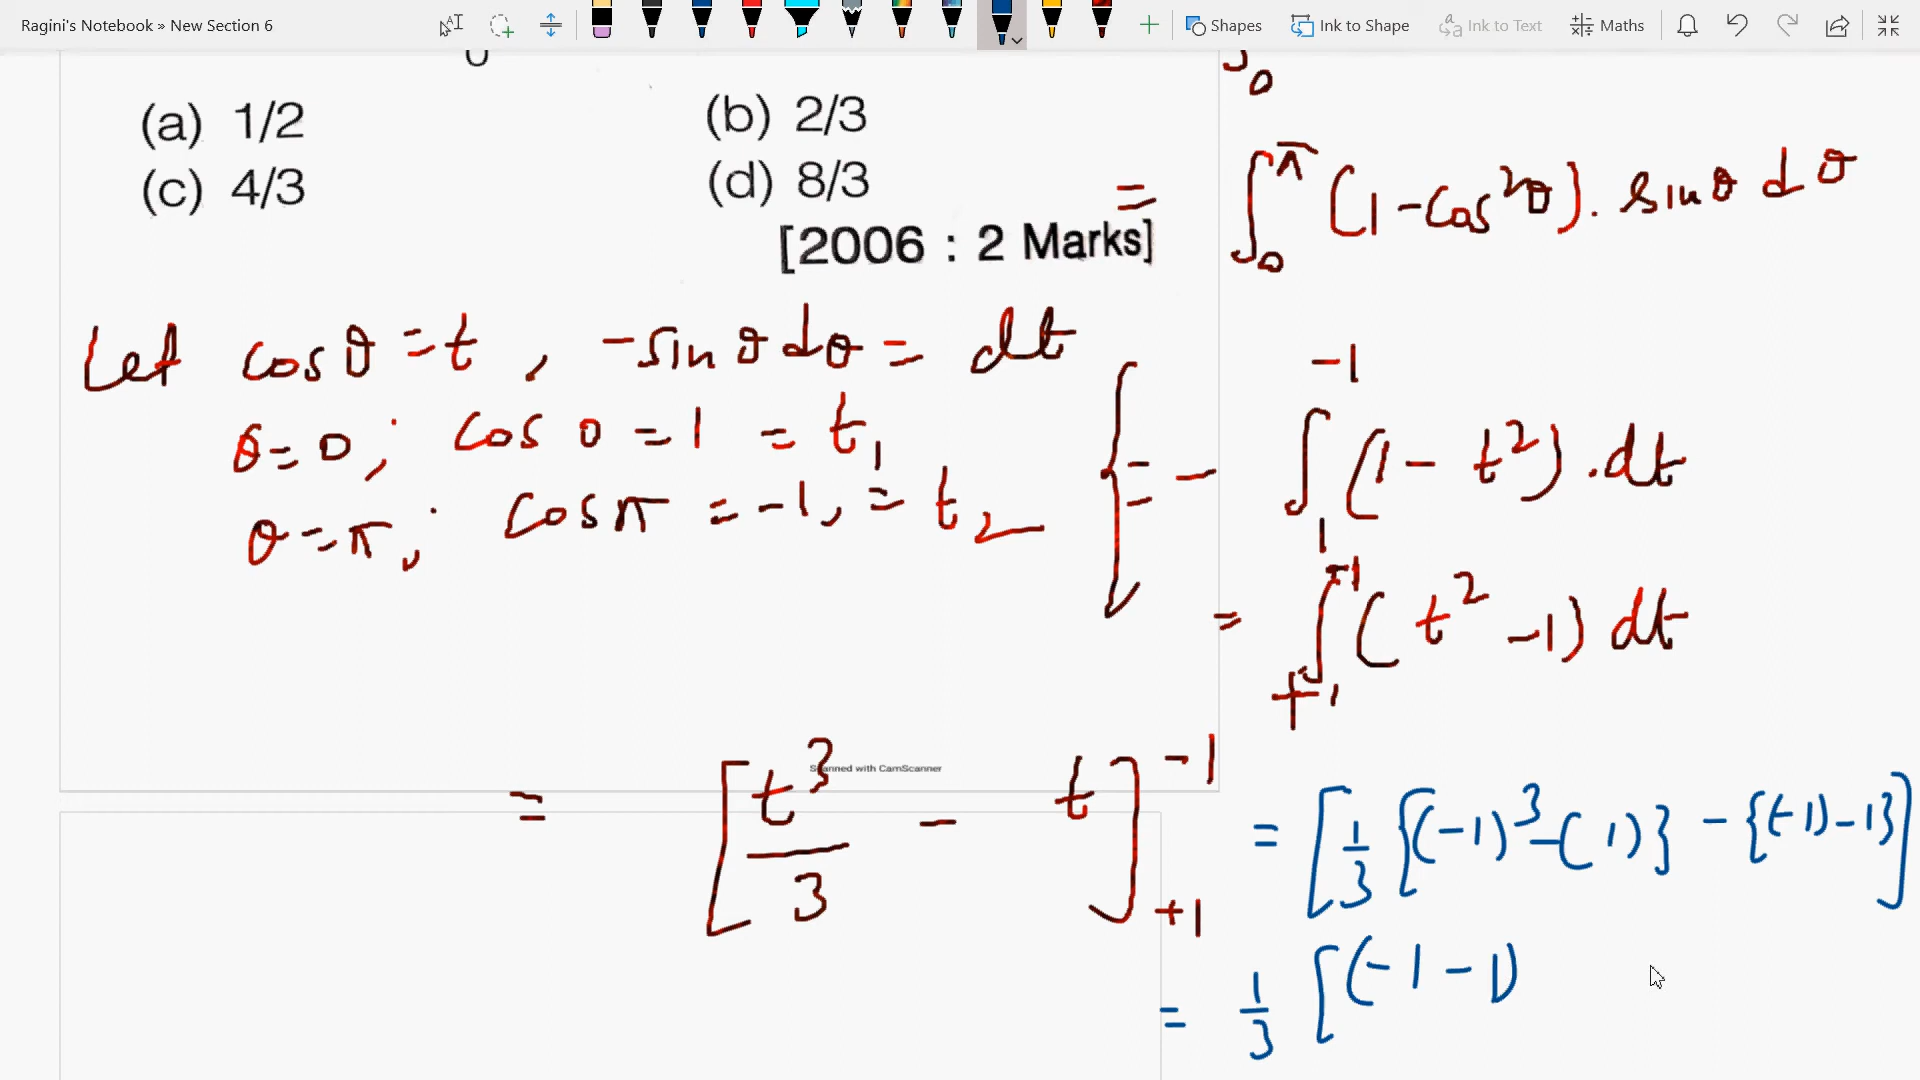 Ragini's Notebook » New Section 6
Shapes Ink to Shape Ink to Text Maths
0
(a) 1/2 (b) 2/3
(c) 4/3 (d) 8/3
[2006 : 2 Marks]
∫₀
= ∫₀^π (1 - cos²θ) . sin θ dθ
Let cos θ = t , - sin θ dθ = dt
θ = 0 ; cos 0 = 1 = t₁
θ = π ; cos π = -1, = t₂
= - ∫₁^-1 (1 - t²) . dt
= ∫₊₁^-1 (t² - 1) dt
= [t³/3 - t]₊₁^-1
Scanned with CamScanner
= [1/3 {(-1)³ - (1)} - {(-1) - 1}]
= 1/3 [(-1 - 1)